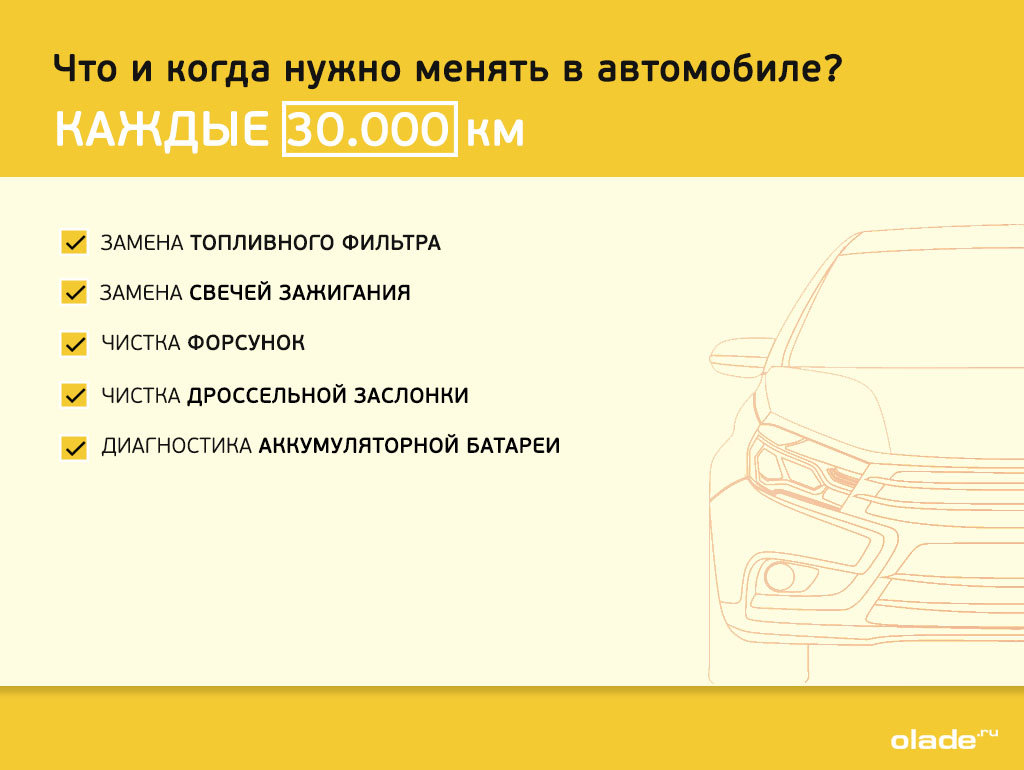 Что и когда нужно менять в автомобиле?
КАЖДЫЕ 30.000 км
ЗАМЕНА ТОПЛИВНОГО ФИЛЬТРА
ЗАМЕНА СВЕЧЕЙ ЗАЖИГАНИЯ
ЧИСТКА ФОРСУНОК
ЧИСТКА ДРОССЕЛЬНОЙ ЗАСЛОНКИ
ДИАГНОСТИКА АККУМУЛЯТОРНОЙ БАТАРЕИ
olade.ru